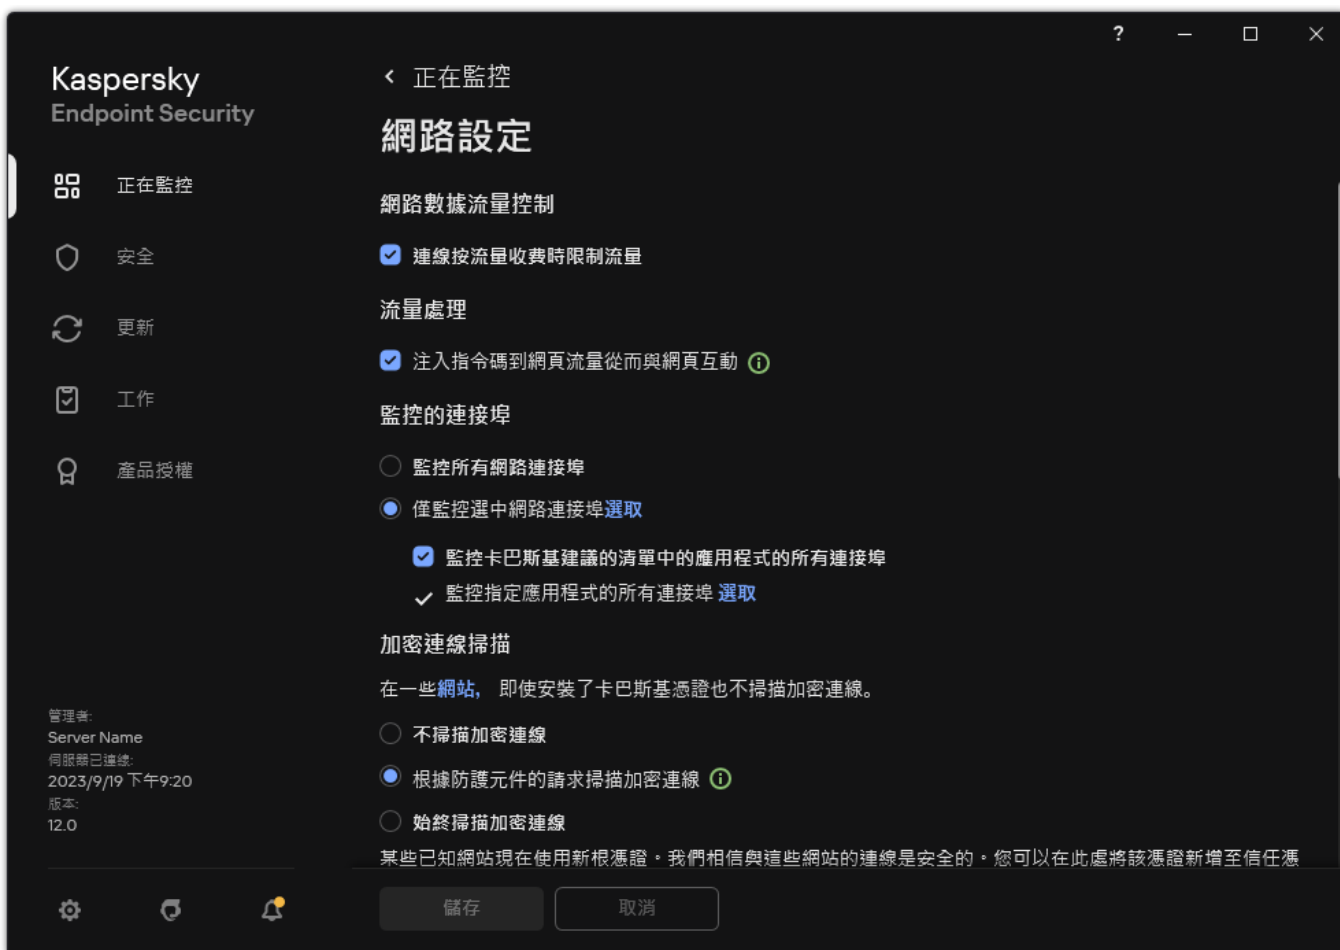 ?
Kaspersky
Endpoint Security
正在監控
安全
更新
工作
產品授權
管理者:
Server Name
伺服器已連線:
2023/9/19 下午9:20
版本:
12.0
正在監控
網路設定
網路數據流量控制
連線按流量收费時限制流量
流量處理
注入指令碼到網頁流量從而與網頁互動
監控的連接埠
監控所有網路連接埠
僅監控選中網路連接埠選取
監控卡巴斯基建議的清單中的應用程式的所有連接埠
監控指定應用程式的所有連接埠 選取
加密連線掃描
在一些網站， 即使安裝了卡巴斯基憑證也不掃描加密連線。
不掃描加密連線
根據防護元件的請求掃描加密連線
始終掃描加密連線
某些已知網站現在使用新根憑證。我們相信與這些網站的連線是安全的。您可以在此處將該憑證新增至信任憑
儲存
取消